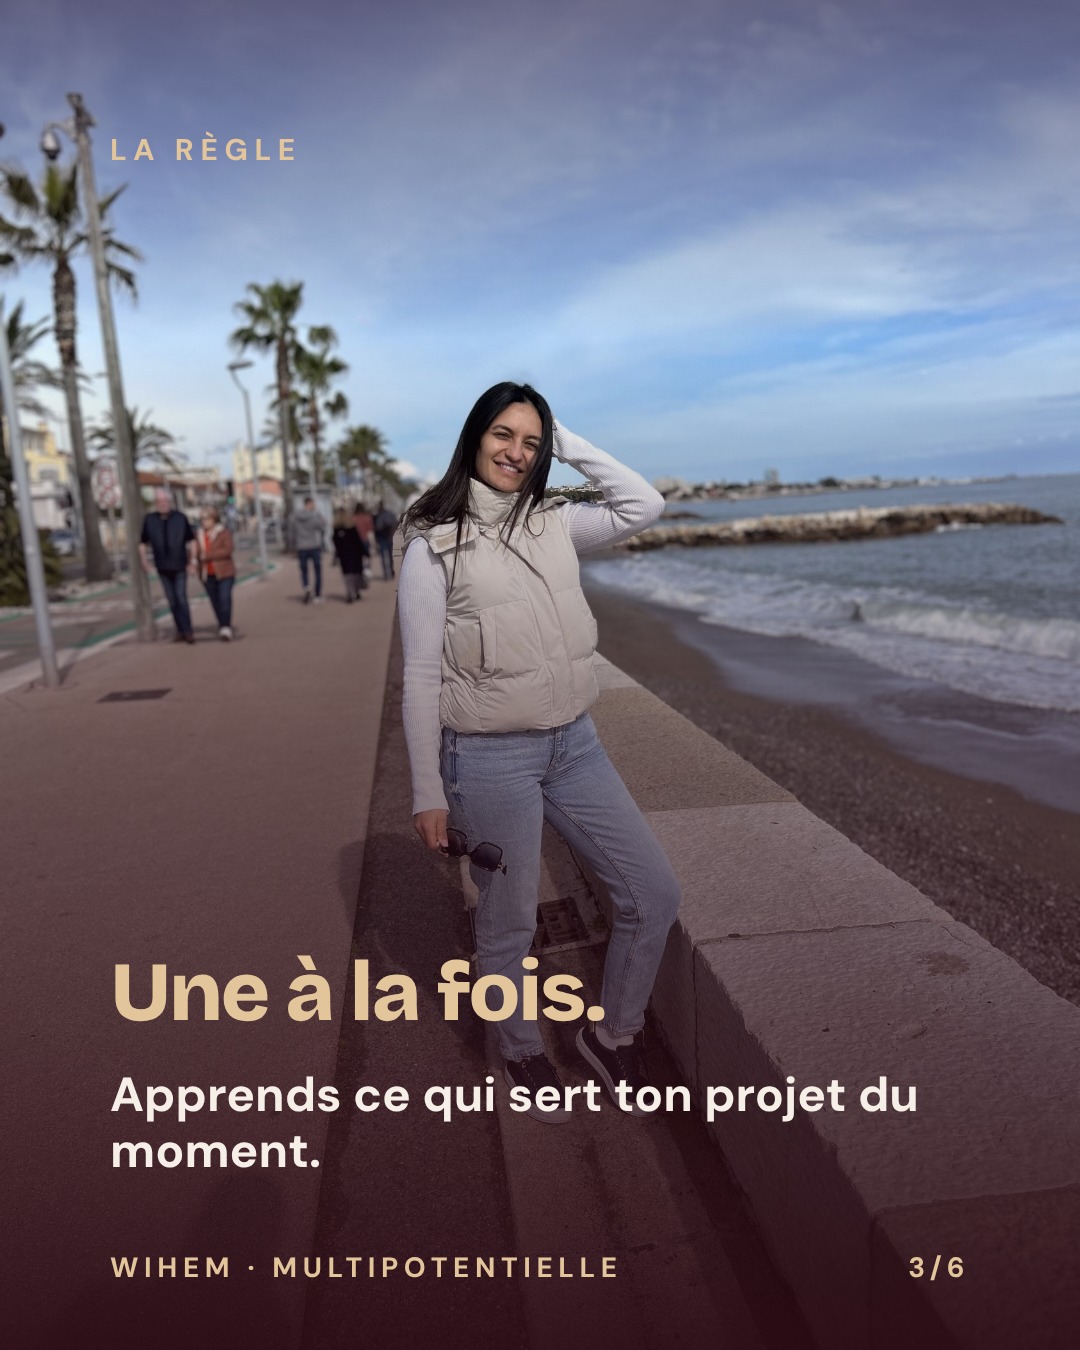 LA RÈGLE
Une à la fois.
Apprends ce qui sert ton projet du
moment.
WIHEM · MULTIPOTENTIELLE
3/6